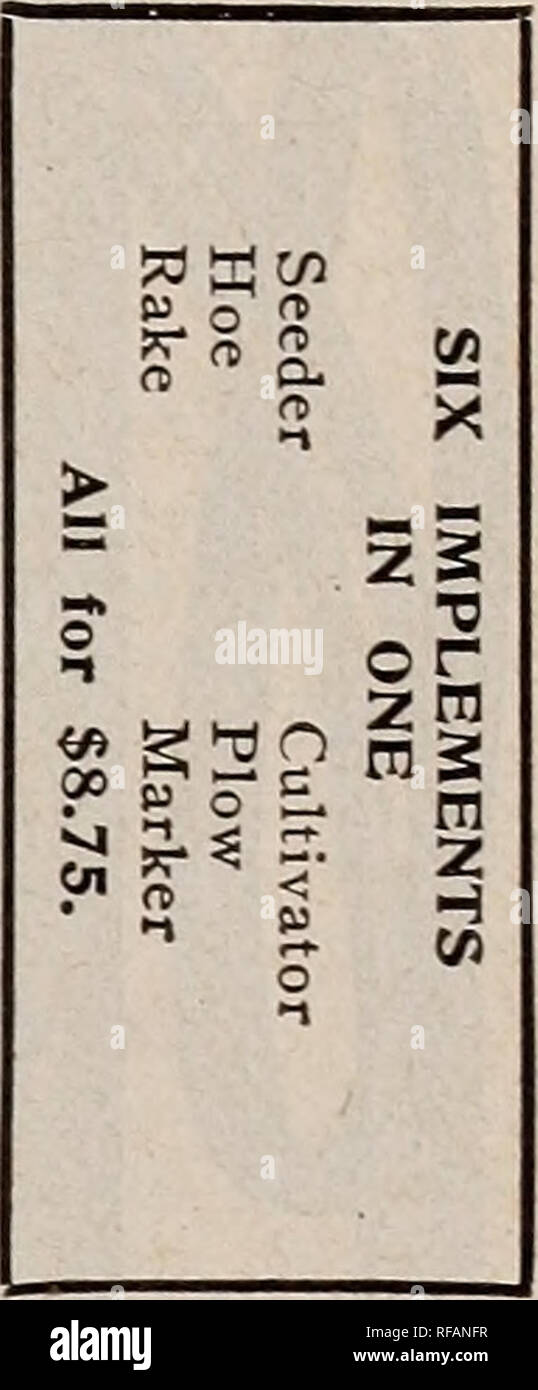 SIX IMPLEMENTS
IN ONE
Seeder Cultivator
Hoe Plow
Rake Marker
All for $8.75.
alamy
alamy
RFANFR
www.alamy.com